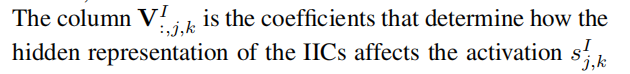 The column V^I_{:,j,k} is the coefficients that determine how the
hidden representation of the IICs affects the activation s^I_{j,k}